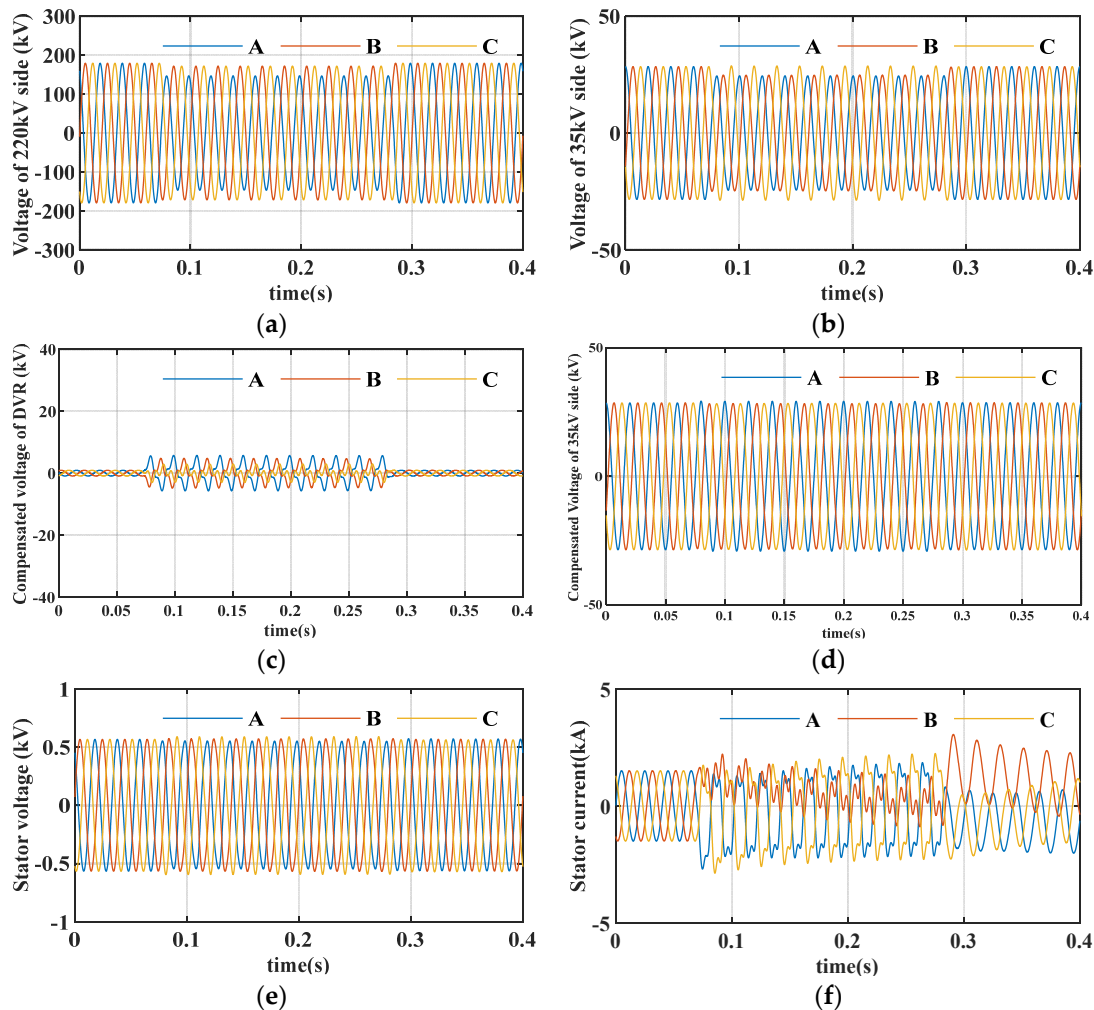 300
200
100
0
-100
-200
-300
Voltage of 220kV side (kV)
A B C
0 0.1 0.2 0.3 0.4
time(s)
(a)
50
0
-50
Voltage of 35kV side (kV)
A B C
0 0.1 0.2 0.3 0.4
time(s)
(b)
40
20
0
-20
-40
Compensated voltage of DVR (kV)
A B C
0 0.05 0.1 0.15 0.2 0.25 0.3 0.35 0.4
time(s)
(c)
50
0
-50
Compensated Voltage of 35kV side (kV)
A B C
0 0.05 0.1 0.15 0.2 0.25 0.3 0.35 0.4
time(s)
(d)
1
0.5
0
-0.5
-1
Stator voltage (kV)
A B C
0 0.1 0.2 0.3 0.4
time(s)
(e)
5
0
-5
Stator current(kA)
A B C
0 0.1 0.2 0.3 0.4
time(s)
(f)